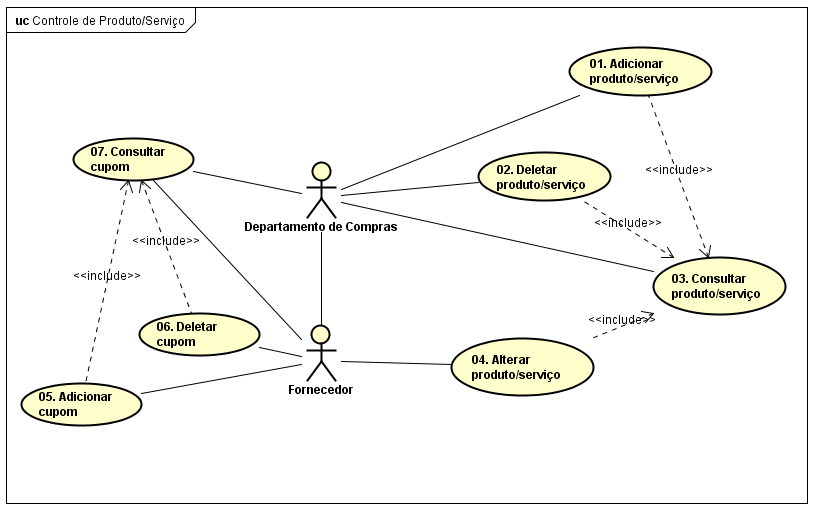 uc Controle de Produto/Serviço
01. Adicionar
produto/serviço
07. Consultar
cupom
<<include>>
02. Deletar
produto/serviço
Departamento de Compras
<<include>>
<<include>>
<<include>>
03. Consultar
produto/serviço
<<include>>
06. Deletar
cupom
<<include>>
04. Alterar
produto/serviço
Fornecedor
05. Adicionar
cupom